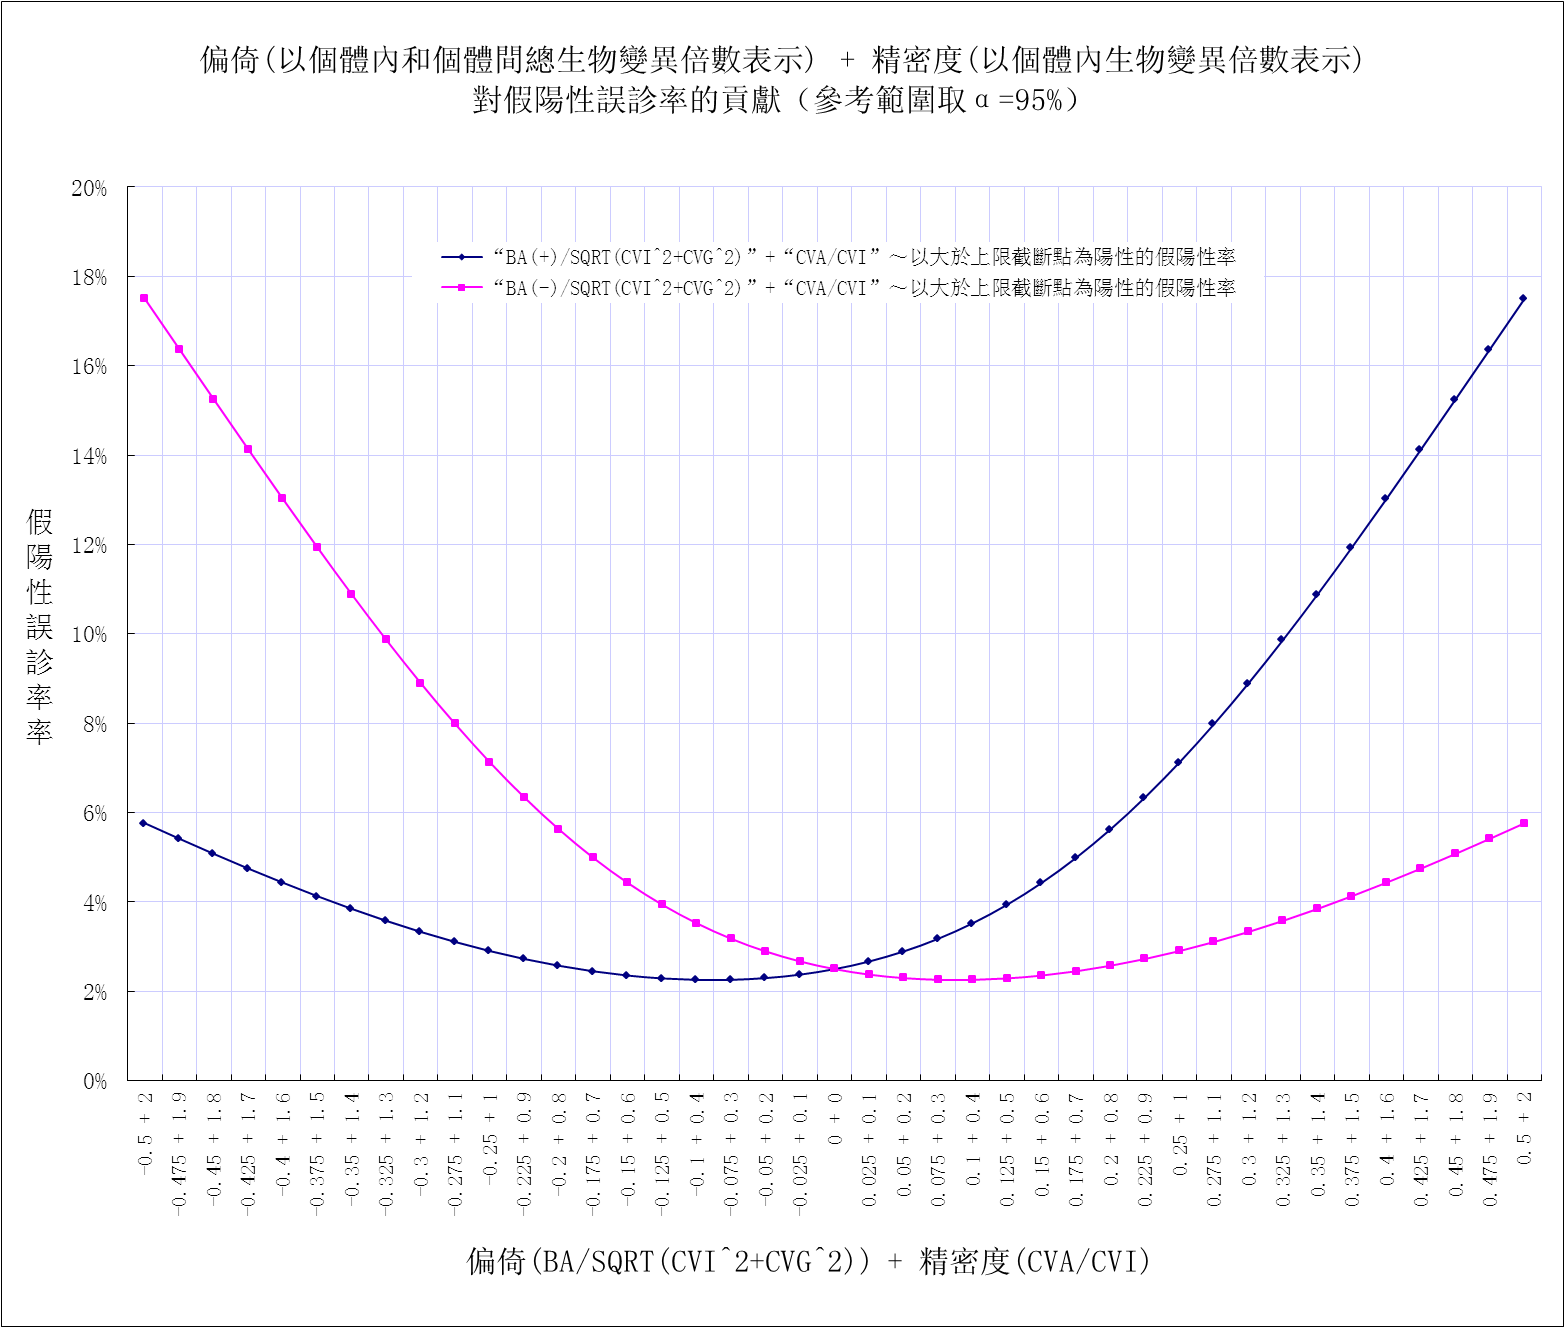 偏倚(以個體內和個體間總生物變異倍數表示) + 精密度(以個體內生物變異倍數表示)
對假陽性誤診率的貢獻（參考範圍取α=95%）
“BA(+)/SQRT(CVI^2+CVG^2)”+“CVA/CVI”～以大於上限截斷點為陽性的假陽性率
“BA(-)/SQRT(CVI^2+CVG^2)”+“CVA/CVI”～以大於上限截斷點為陽性的假陽性率
假陽性誤診率率
20%
18%
16%
14%
12%
10%
8%
6%
4%
2%
0%
-0.5 + 2
-0.475 + 1.9
-0.45 + 1.8
-0.425 + 1.7
-0.4 + 1.6
-0.375 + 1.5
-0.35 + 1.4
-0.325 + 1.3
-0.3 + 1.2
-0.275 + 1.1
-0.25 + 1
-0.225 + 0.9
-0.2 + 0.8
-0.175 + 0.7
-0.15 + 0.6
-0.125 + 0.5
-0.1 + 0.4
-0.075 + 0.3
-0.05 + 0.2
-0.025 + 0.1
0 + 0
0.025 + 0.1
0.05 + 0.2
0.075 + 0.3
0.1 + 0.4
0.125 + 0.5
0.15 + 0.6
0.175 + 0.7
0.2 + 0.8
0.225 + 0.9
0.25 + 1
0.275 + 1.1
0.3 + 1.2
0.325 + 1.3
0.35 + 1.4
0.375 + 1.5
0.4 + 1.6
0.425 + 1.7
0.45 + 1.8
0.475 + 1.9
0.5 + 2
偏倚(BA/SQRT(CVI^2+CVG^2)) + 精密度(CVA/CVI)